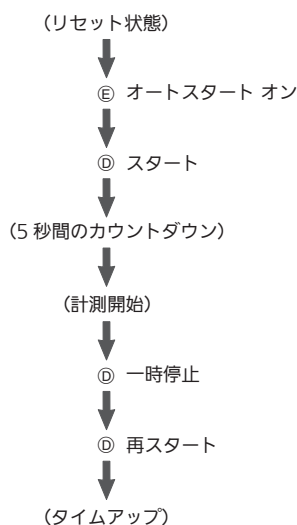 (リセット状態)
Ⓔ オートスタート オン
Ⓓ スタート
(5 秒間のカウントダウン)
(計測開始)
Ⓓ 一時停止
Ⓓ 再スタート
(タイムアップ)